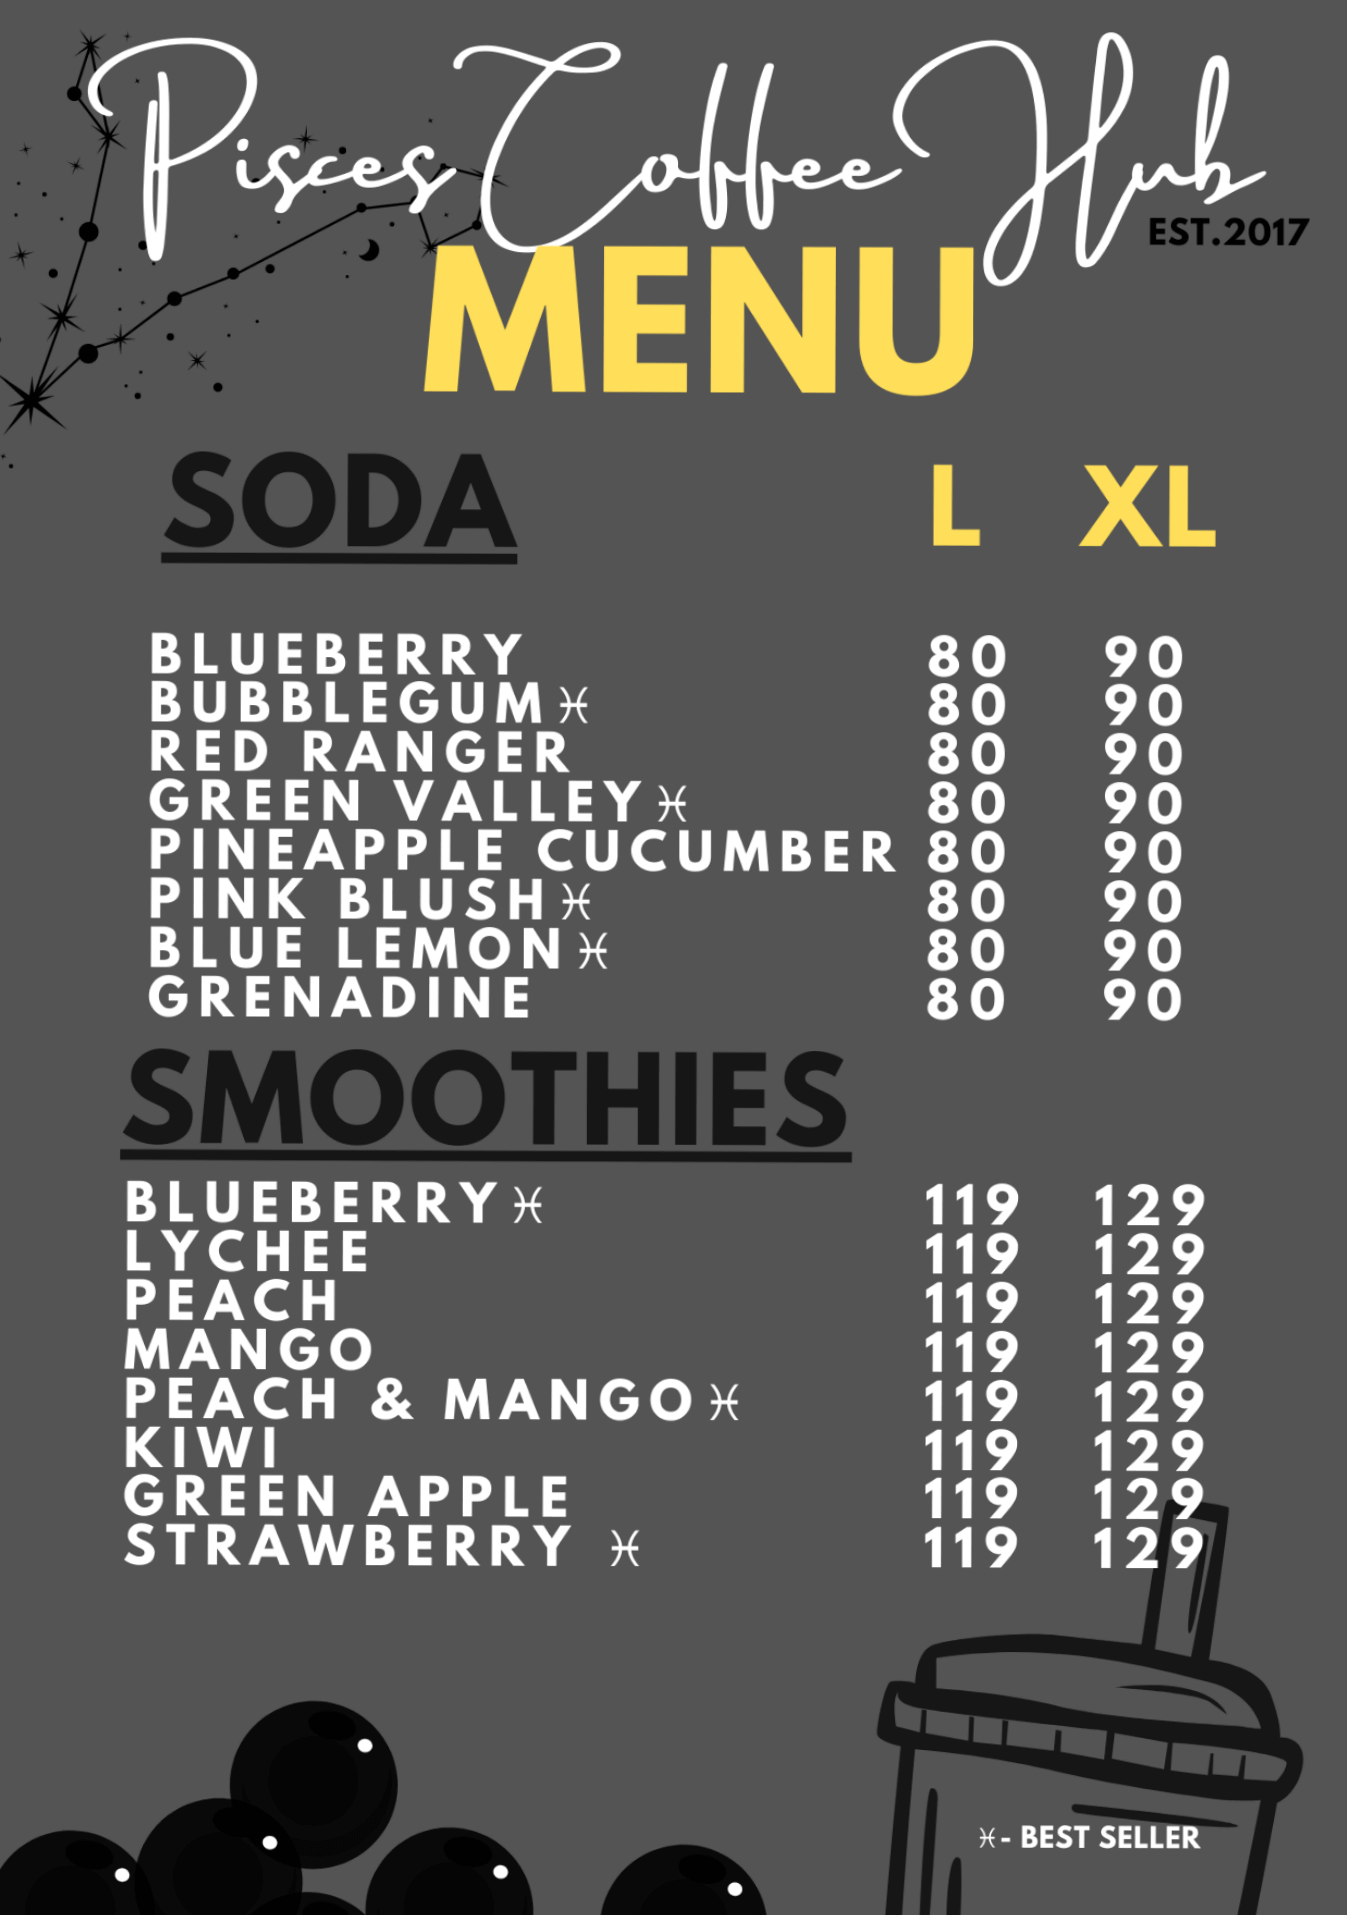 Pisces Coffee Hub
EST.2017
MENU
SODA L XL
BLUEBERRY 80 90
BUBBLEGUM♓︎ 80 90
RED RANGER 80 90
GREEN VALLEY♓︎ 80 90
PINEAPPLE CUCUMBER 80 90
PINK BLUSH♓︎ 80 90
BLUE LEMON♓︎ 80 90
GRENADINE 80 90
SMOOTHIES
BLUEBERRY♓︎ 119 129
LYCHEE 119 129
PEACH 119 129
MANGO 119 129
PEACH & MANGO♓︎ 119 129
KIWI 119 129
GREEN APPLE 119 129
STRAWBERRY ♓︎ 119 129
♓︎- BEST SELLER